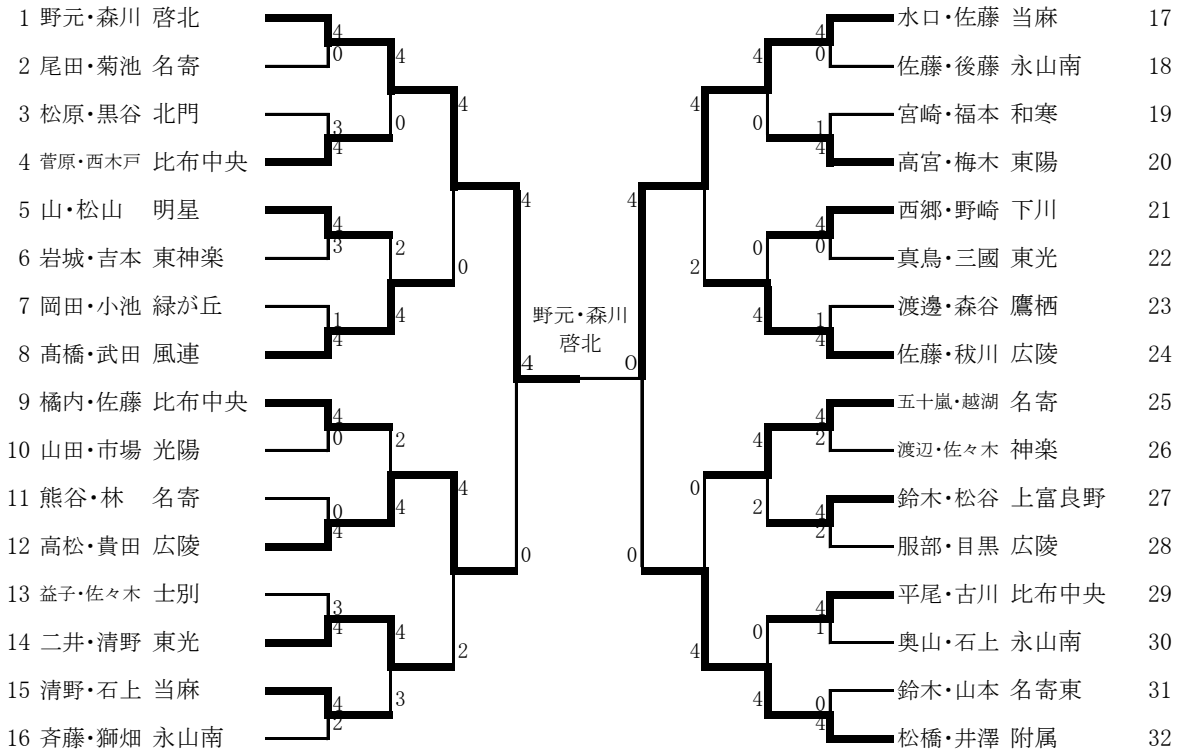 1 野元・森川 啓北
2 尾田・菊池 名寄
3 松原・黒谷 北門
4 菅原・西木戸 比布中央
5 山・松山 明星
6 岩城・吉本 東神楽
7 岡田・小池 緑が丘
8 髙橋・武田 風連
9 橘内・佐藤 比布中央
10 山田・市場 光陽
11 熊谷・林 名寄
12 高松・貴田 広陵
13 益子・佐々木 士別
14 二井・清野 東光
15 清野・石上 当麻
16 斉藤・獅畑 永山南
4
0
3
4
4
3
1
4
4
0
0
4
3
4
4
2
4
0
2
4
2
4
4
3
4
0
4
2
4
0
4
野元・森川
啓北
0
4
0
4
2
0
4
4
0
0
4
4
2
0
4
4
0
1
4
4
0
1
4
4
2
4
2
4
1
0
4
水口・佐藤 当麻 17
佐藤・後藤 永山南 18
宮崎・福本 和寒 19
高宮・梅木 東陽 20
西郷・野崎 下川 21
真鳥・三國 東光 22
渡邊・森谷 鷹栖 23
佐藤・秡川 広陵 24
五十嵐・越湖 名寄 25
渡辺・佐々木 神楽 26
鈴木・松谷 上富良野 27
服部・目黒 広陵 28
平尾・古川 比布中央 29
奥山・石上 永山南 30
鈴木・山本 名寄東 31
松橋・井澤 附属 32